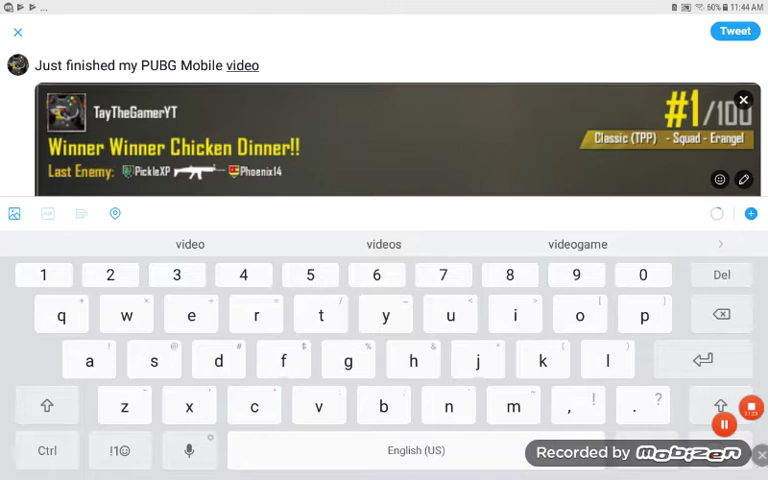 ... 60% 11:44 AM
Tweet
Just finished my PUBG Mobile video
TayTheGamerYT
#1/100
Winner Winner Chicken Dinner!!
Classic (TPP) - Squad - Erangel
Last Enemy: PickleXP Phoenix14
video videos videogame
1 2 3 4 5 6 7 8 9 0 Del
q w e r t y u i o p
a s d f g h j k l
z x c v b n m , ! . ?
Ctrl !1☺ English (US)
Recorded by Mobizen